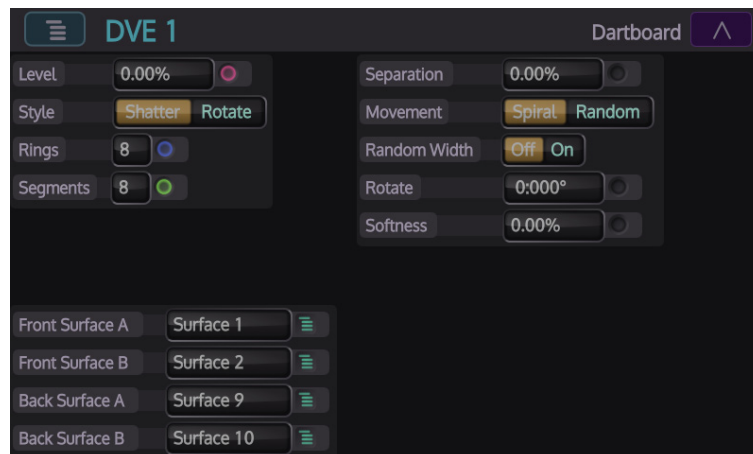 DVE 1 Dartboard
Level 0.00%
Style Shatter Rotate
Rings 8
Segments 8
Separation 0.00%
Movement Spiral Random
Random Width Off On
Rotate 0:000°
Softness 0.00%
Front Surface A Surface 1
Front Surface B Surface 2
Back Surface A Surface 9
Back Surface B Surface 10